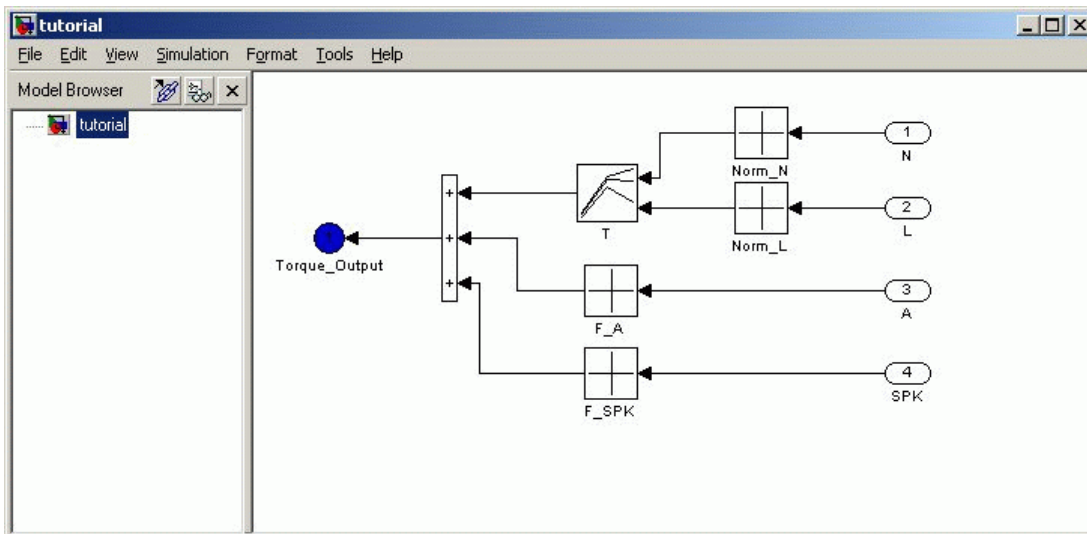 tutorial
File Edit View Simulation Format Tools Help
Model Browser
tutorial
1
N
Norm_N
2
L
Norm_L
T
+
+
+
Torque_Output
3
A
F_A
4
SPK
F_SPK